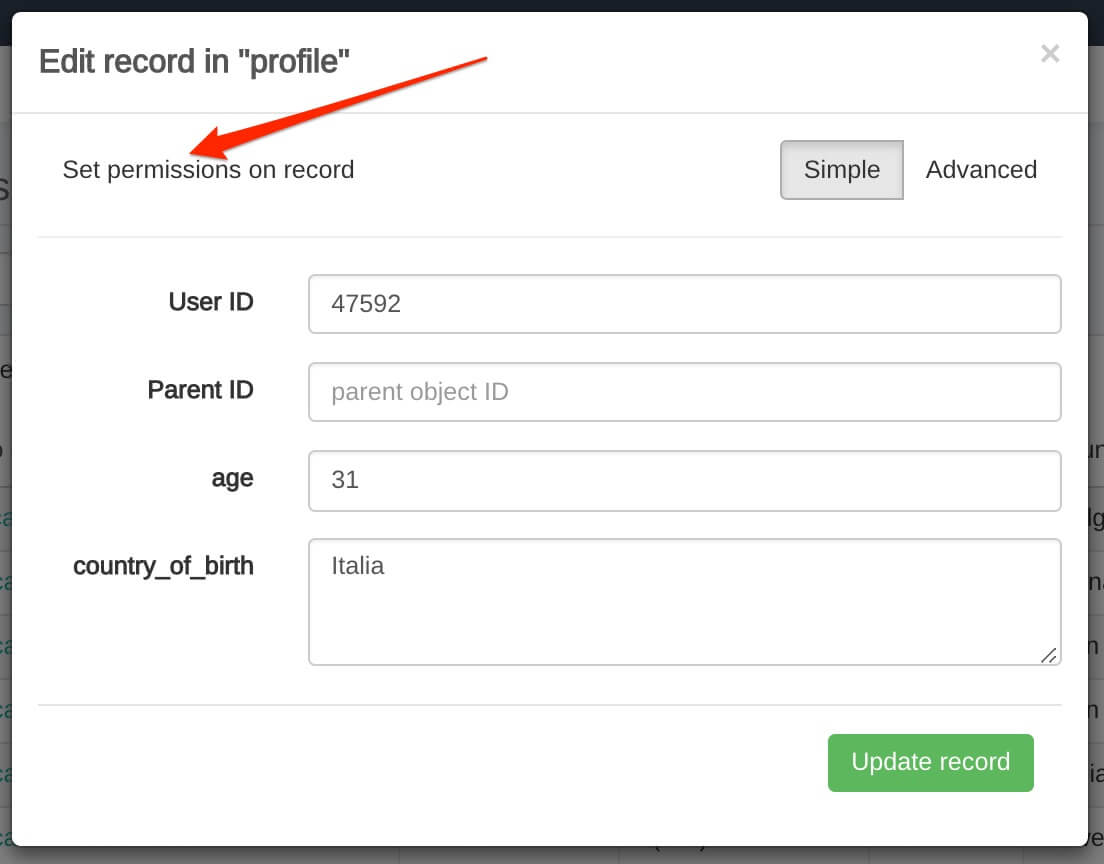 Edit record in "profile"
×
Set permissions on record
Simple
Advanced
User ID
47592
Parent ID
parent object ID
age
31
country_of_birth
Italia
Update record